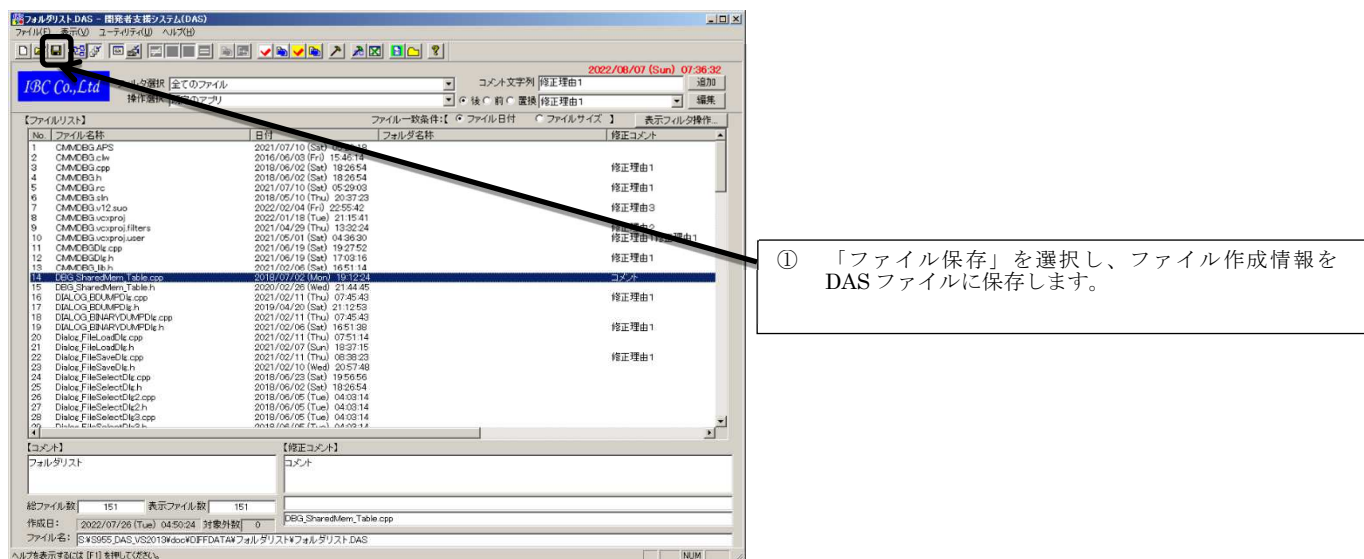 フォルダリスト.DAS - 開発者支援システム(DAS)
ファイル(F) 表示(V) ユーティリティ(U) ヘルプ(H)
2022/08/07 (Sun) 07:36:32
IBC Co.,Ltd
全てのファイル
コメント文字列 修正理由1 追加
操作選択
後 前 置換 修正理由1 編集
【ファイルリスト】 ファイル一致条件:【 ファイル日付 ファイルサイズ 】 表示フィルタ操作...
No. ファイル名称 日付 フォルダ名称 修正コメント
1 CMMDBG.APS 2021/07/10 (Sat)
2 CMMDBG.clw 2016/06/03 (Fri) 15:46:14
3 CMMDBG.cpp 2018/06/02 (Sat) 18:26:54 修正理由1
4 CMMDBG.h 2018/06/02 (Sat) 18:26:54
5 CMMDBG.rc 2021/07/10 (Sat) 05:29:03 修正理由1
6 CMMDBG.sln 2018/05/10 (Thu) 20:37:23
7 CMMDBG.v12.suo 2022/02/04 (Fri) 22:55:42 修正理由3
8 CMMDBG.vcxproj 2022/01/18 (Tue) 21:15:41
9 CMMDBG.vcxproj.filters 2021/04/29 (Thu) 13:32:24 修正理由2
10 CMMDBG.vcxproj.user 2021/05/01 (Sat) 04:36:30 修正理由1修正理由1
11 CMMDBGDlg.cpp 2021/06/19 (Sat) 19:27:52
12 CMMDBGDlg.h 2021/06/19 (Sat) 17:03:16 修正理由1
13 CMMDBG_lib.h 2021/02/06 (Sat) 16:51:14
14 DBG_SharedMem_Table.cpp 2018/07/02 (Mon) 19:12:24 コメント
15 DBG_SharedMem_Table.h 2020/02/26 (Wed) 21:44:45
16 DIALOG_BDUMPDlg.cpp 2021/02/11 (Thu) 07:45:43 修正理由1
17 DIALOG_BDUMPDlg.h 2019/04/20 (Sat) 21:12:53
18 DIALOG_BINARYDUMPDlg.cpp 2021/02/11 (Thu) 07:45:43
19 DIALOG_BINARYDUMPDlg.h 2021/02/06 (Sat) 16:51:38 修正理由1
20 Dialog_FileLoadDlg.cpp 2021/02/11 (Thu) 07:51:14
21 Dialog_FileLoadDlg.h 2021/02/07 (Sun) 18:37:15
22 Dialog_FileSaveDlg.cpp 2021/02/11 (Thu) 08:38:23 修正理由1
23 Dialog_FileSaveDlg.h 2021/02/10 (Wed) 20:57:48
24 Dialog_FileSelectDlg.cpp 2018/06/23 (Sat) 19:56:56
25 Dialog_FileSelectDlg.h 2018/06/02 (Sat) 18:26:54
26 Dialog_FileSelectDlg2.cpp 2018/06/05 (Tue) 04:03:14
27 Dialog_FileSelectDlg2.h 2018/06/05 (Tue) 04:03:14
28 Dialog_FileSelectDlg3.cpp 2018/06/05 (Tue) 04:03:14
【コメント】 【修正コメント】
フォルダリスト コメント
総ファイル数 151 表示ファイル数 151
作成日： 2022/07/26 (Tue) 04:50:24 対象外数 0 DBG_SharedMem_Table.cpp
ファイル名： S:¥S955_DAS_VS2013¥doc¥DIFFDATA¥フォルダリスト¥フォルダリスト.DAS
ヘルプを表示するには [F1] を押してください。 NUM
① 「ファイル保存」を選択し、ファイル作成情報を
DAS ファイルに保存します。